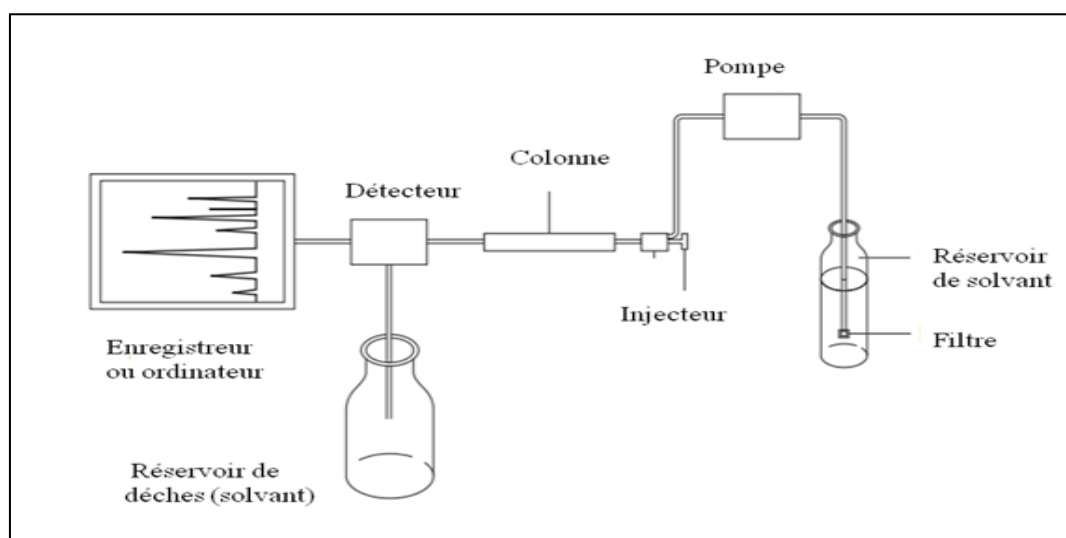 Pompe
Colonne
Détecteur
Réservoir
de solvant
Injecteur
Filtre
Enregistreur
ou ordinateur
Réservoir de
déches (solvant)